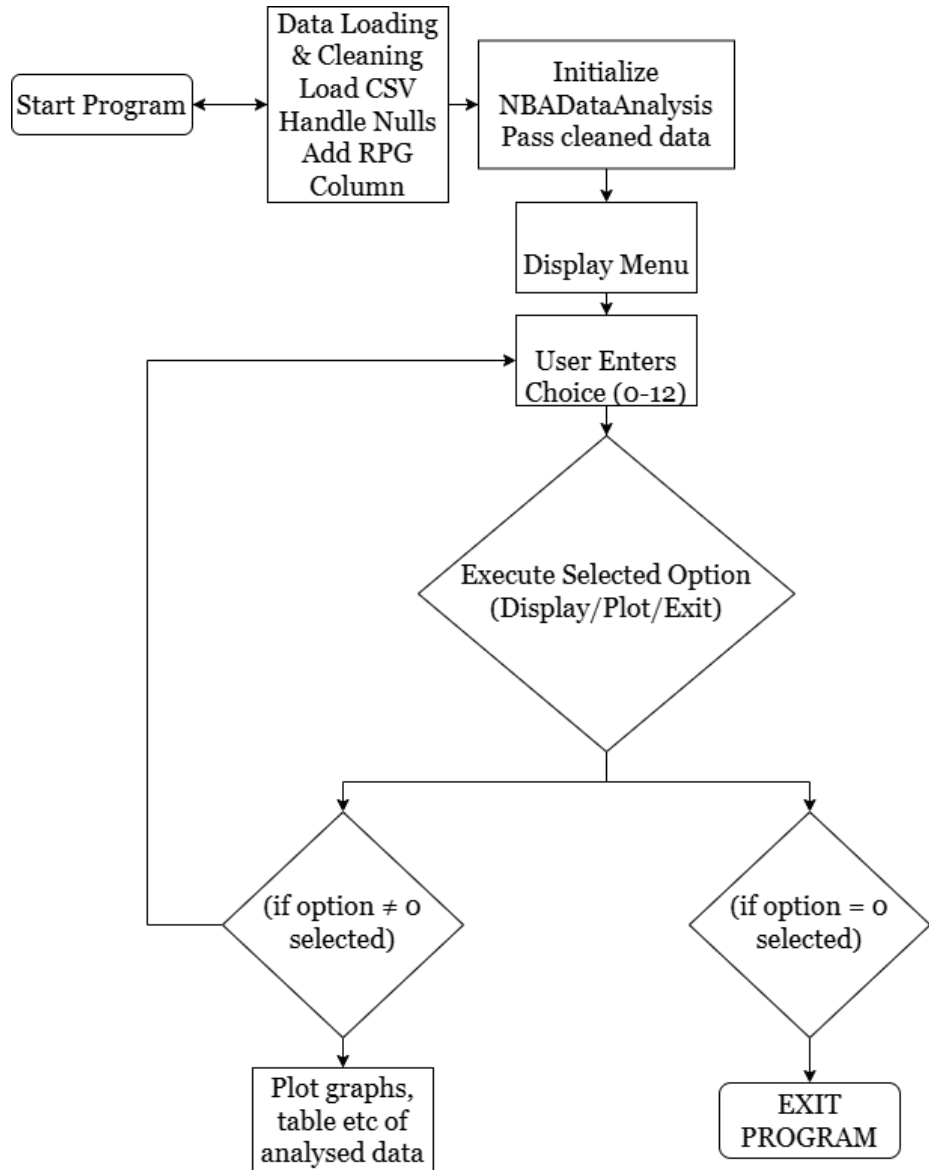 Start Program
Data Loading
& Cleaning
Load CSV
Handle Nulls
Add RPG
Column
Initialize
NBADataAnalysis
Pass cleaned data
Display Menu
User Enters
Choice (0-12)
Execute Selected Option
(Display/Plot/Exit)
(if option ≠ 0
selected)
(if option = 0
selected)
Plot graphs,
table etc of
analysed data
EXIT
PROGRAM